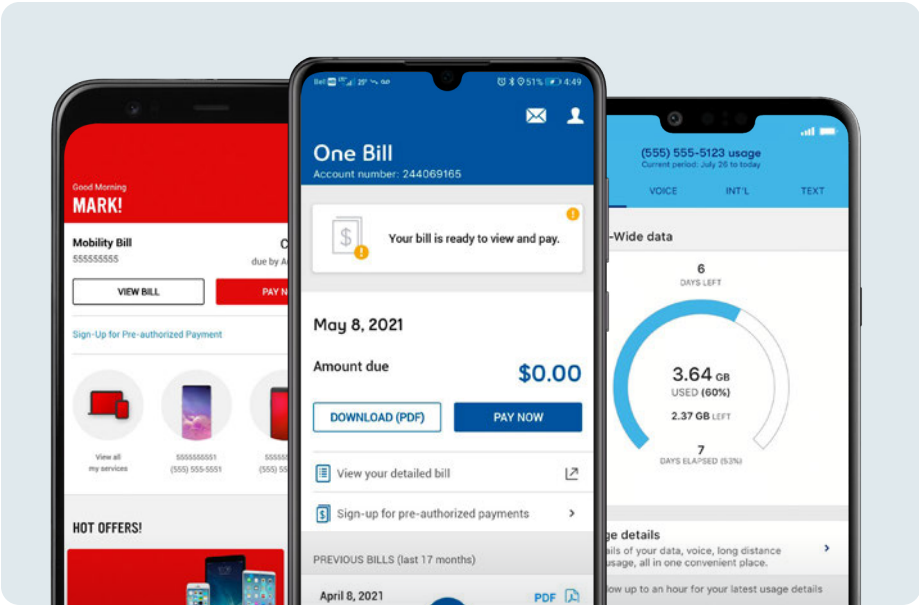 Good Morning
MARK!
Mobility Bill
555555555
due by
VIEW BILL
PAY
Sign-Up for Pre-authorized Payment
View all
my services
5555555551
(555) 555-5551
HOT OFFERS!
Bell
25°
51%
4:49
One Bill
Account number: 244069165
Your bill is ready to view and pay.
May 8, 2021
Amount due
$0.00
DOWNLOAD (PDF)
PAY NOW
View your detailed bill
Sign-up for pre-authorized payments
PREVIOUS BILLS (last 17 months)
April 8, 2021
PDF
(555) 555-5123 usage
Current period: July 26 to today
VOICE
INT'L
TEXT
-Wide data
6
DAYS LEFT
3.64 GB
USED (60%)
2.37 GB LEFT
7
DAYS ELAPSED (53%)
ge details
ails of your data, voice, long distance
usage, all in one convenient place.
low up to an hour for your latest usage details